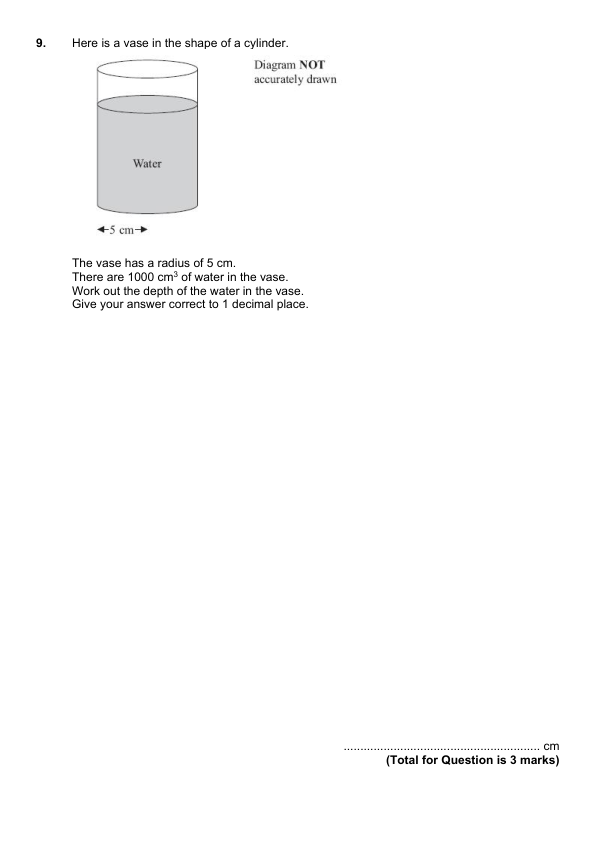 9. Here is a vase in the shape of a cylinder.
Diagram NOT
accurately drawn
Water
5 cm
The vase has a radius of 5 cm.
There are 1000 cm³ of water in the vase.
Work out the depth of the water in the vase.
Give your answer correct to 1 decimal place.
........................................................... cm
(Total for Question is 3 marks)